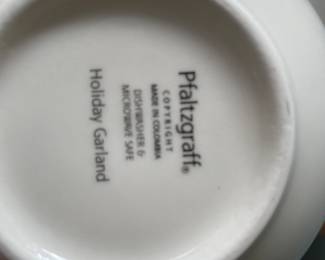 Pfaltzgraff®
COPYRIGHT
MADE IN COLOMBIA
DISHWASHER &
MICROWAVE SAFE
Holiday Garland